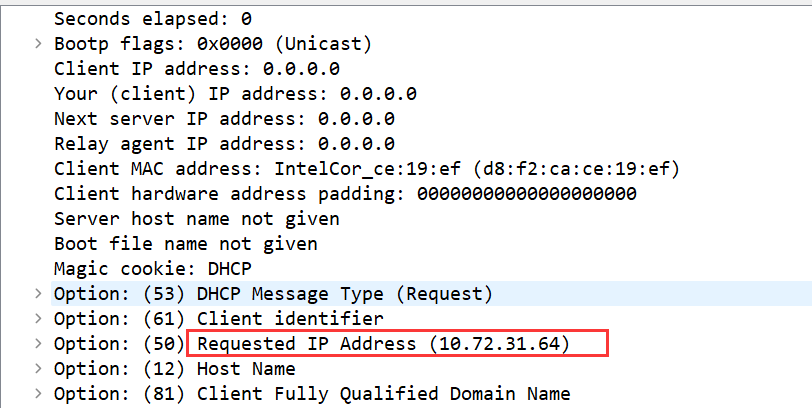 Seconds elapsed: 0
Bootp flags: 0x0000 (Unicast)
Client IP address: 0.0.0.0
Your (client) IP address: 0.0.0.0
Next server IP address: 0.0.0.0
Relay agent IP address: 0.0.0.0
Client MAC address: IntelCor_ce:19:ef (d8:f2:ca:ce:19:ef)
Client hardware address padding: 00000000000000000000
Server host name not given
Boot file name not given
Magic cookie: DHCP
Option: (53) DHCP Message Type (Request)
Option: (61) Client identifier
Option: (50) Requested IP Address (10.72.31.64)
Option: (12) Host Name
Option: (81) Client Fully Qualified Domain Name